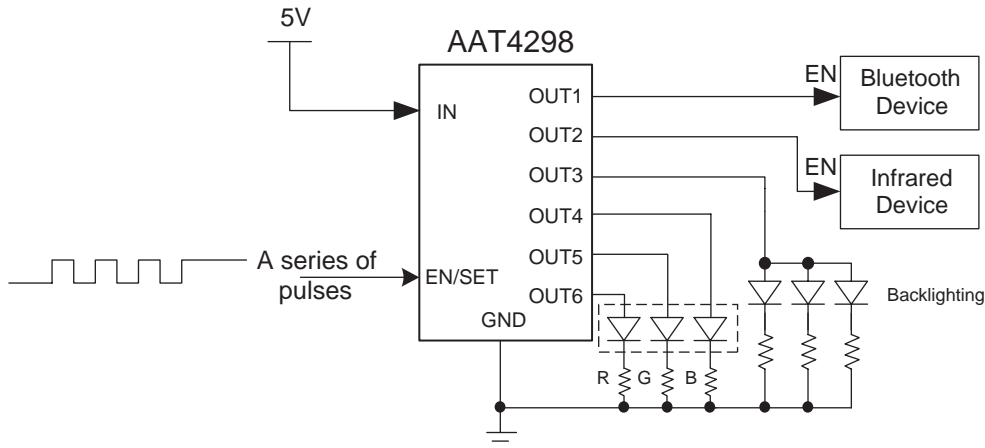 5V
AAT4298
IN
OUT1
EN
Bluetooth
Device
OUT2
OUT3
EN
Infrared
Device
OUT4
A series of
pulses
EN/SET
OUT5
OUT6
Backlighting
GND
R
G
B